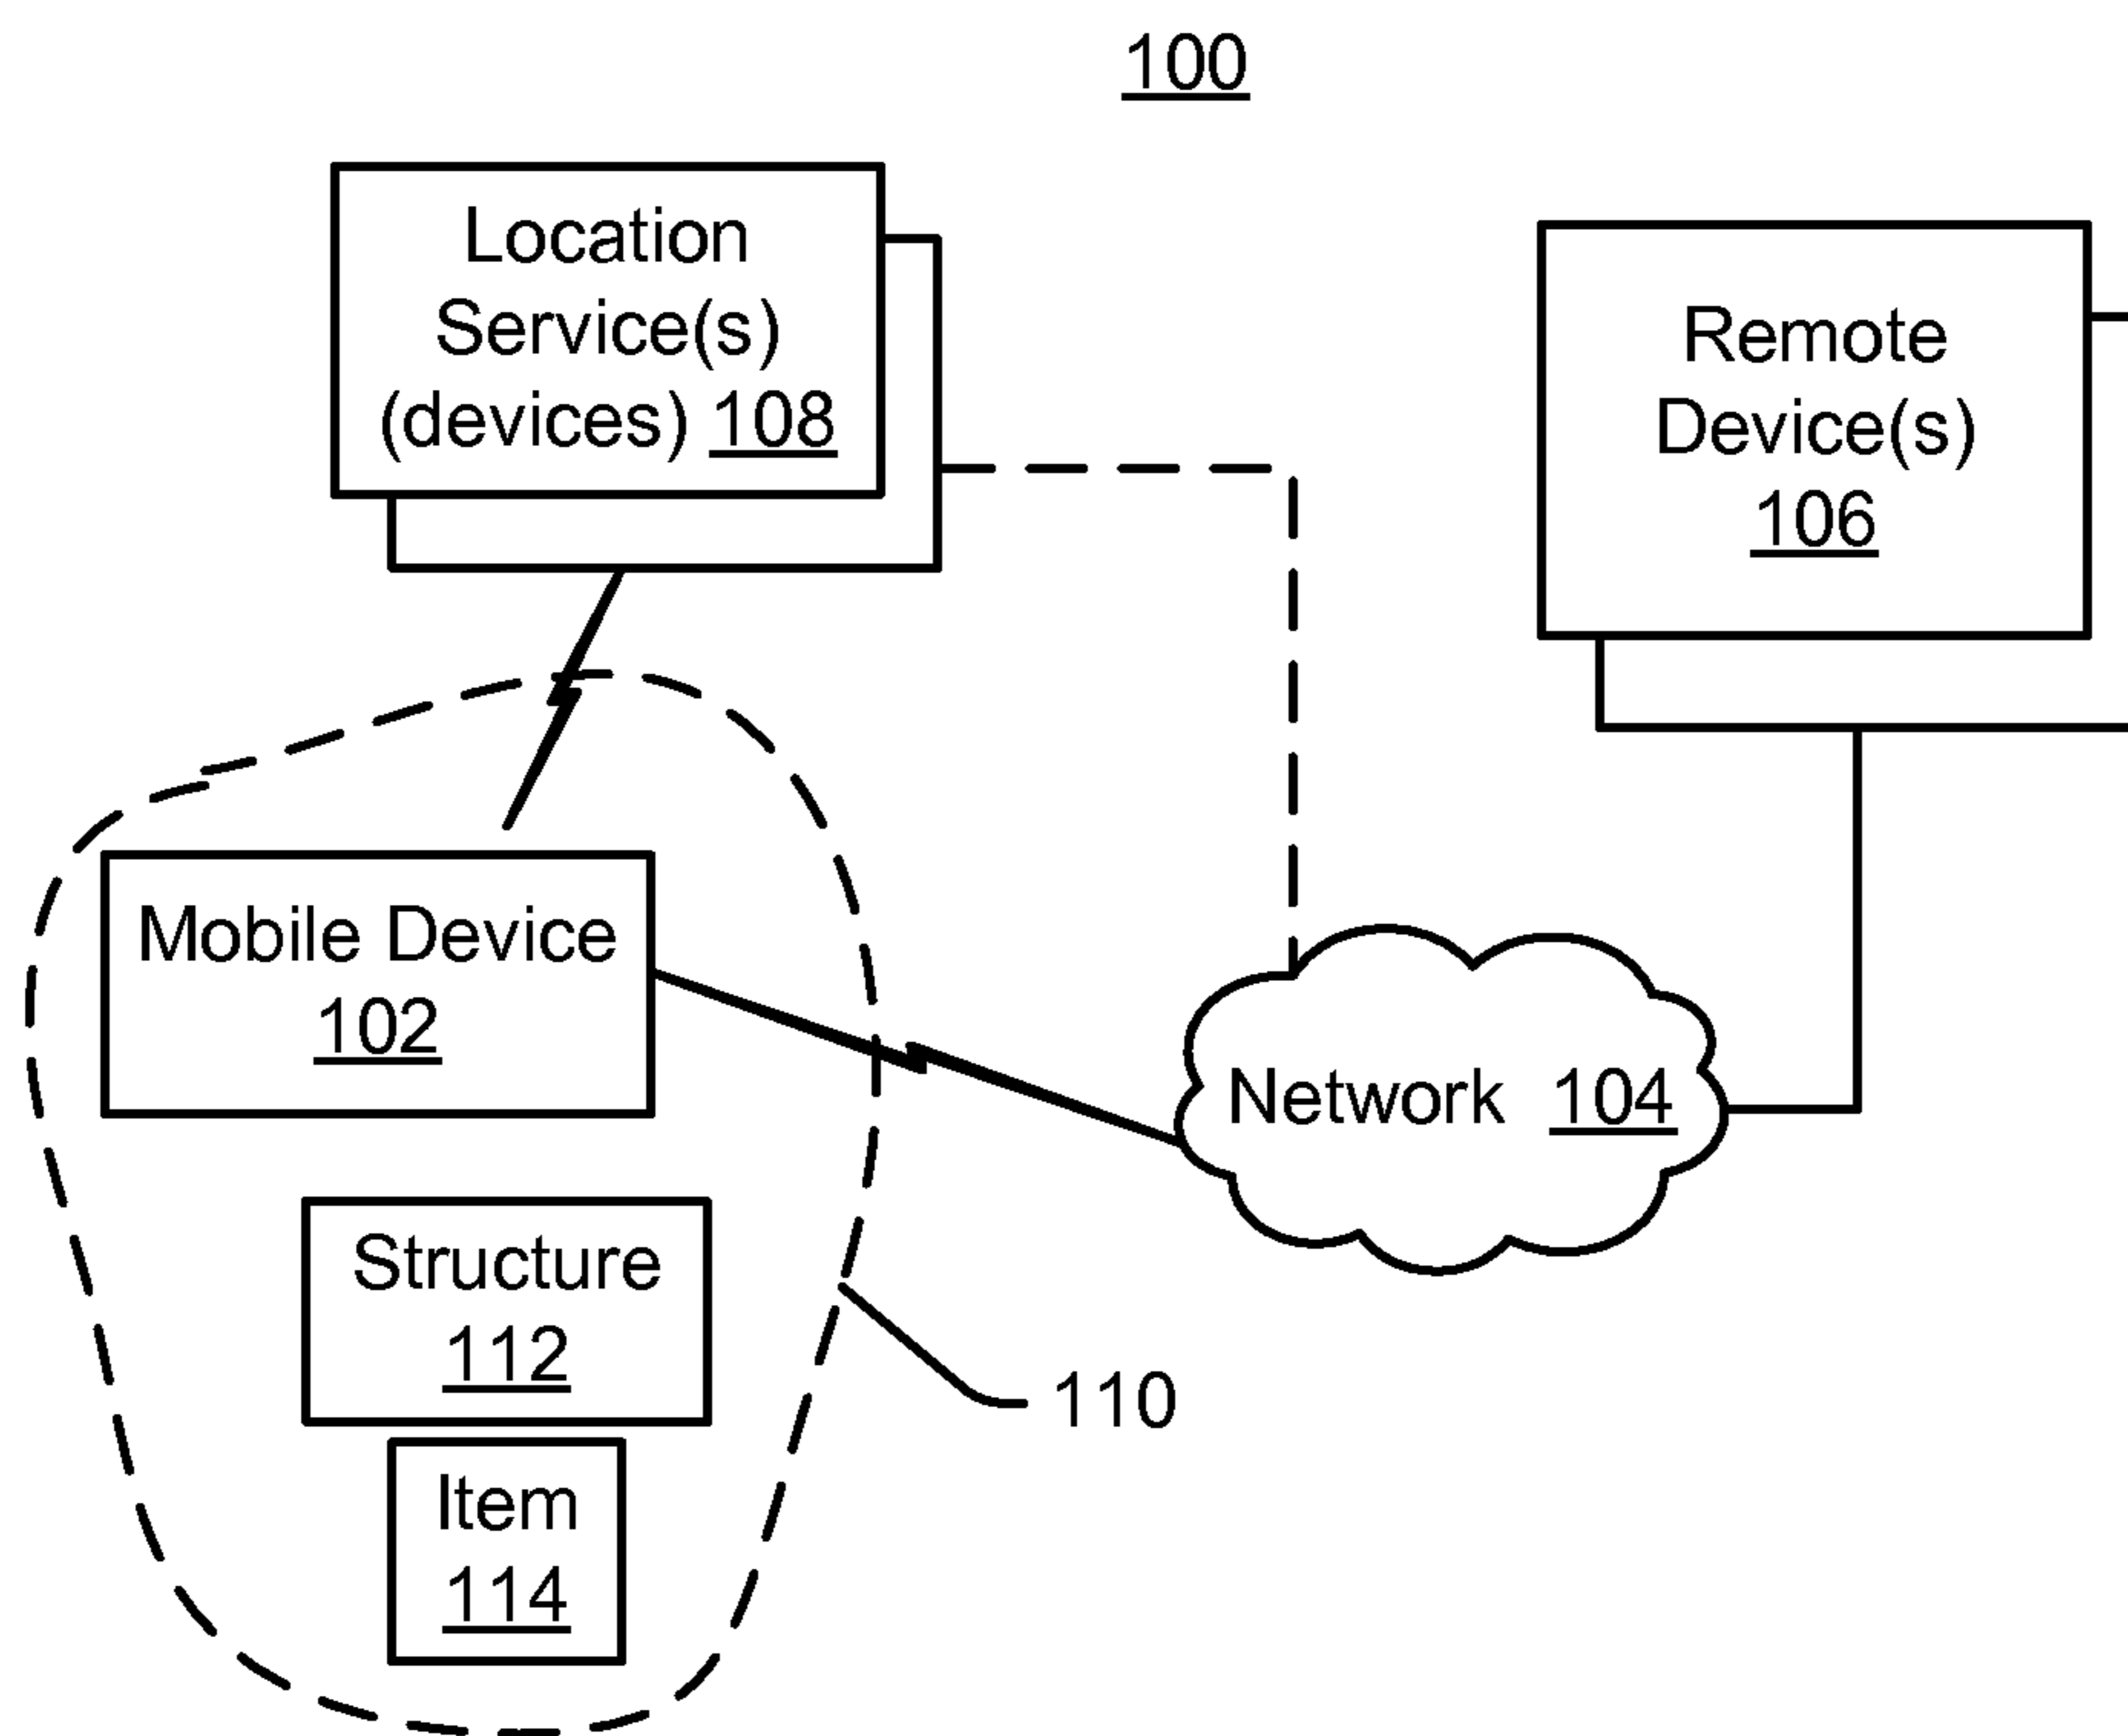 100
Location
Service(s)
(devices) 108
Remote
Device(s)
106
Mobile Device
102
Network 104
Structure
112
110
Item
114